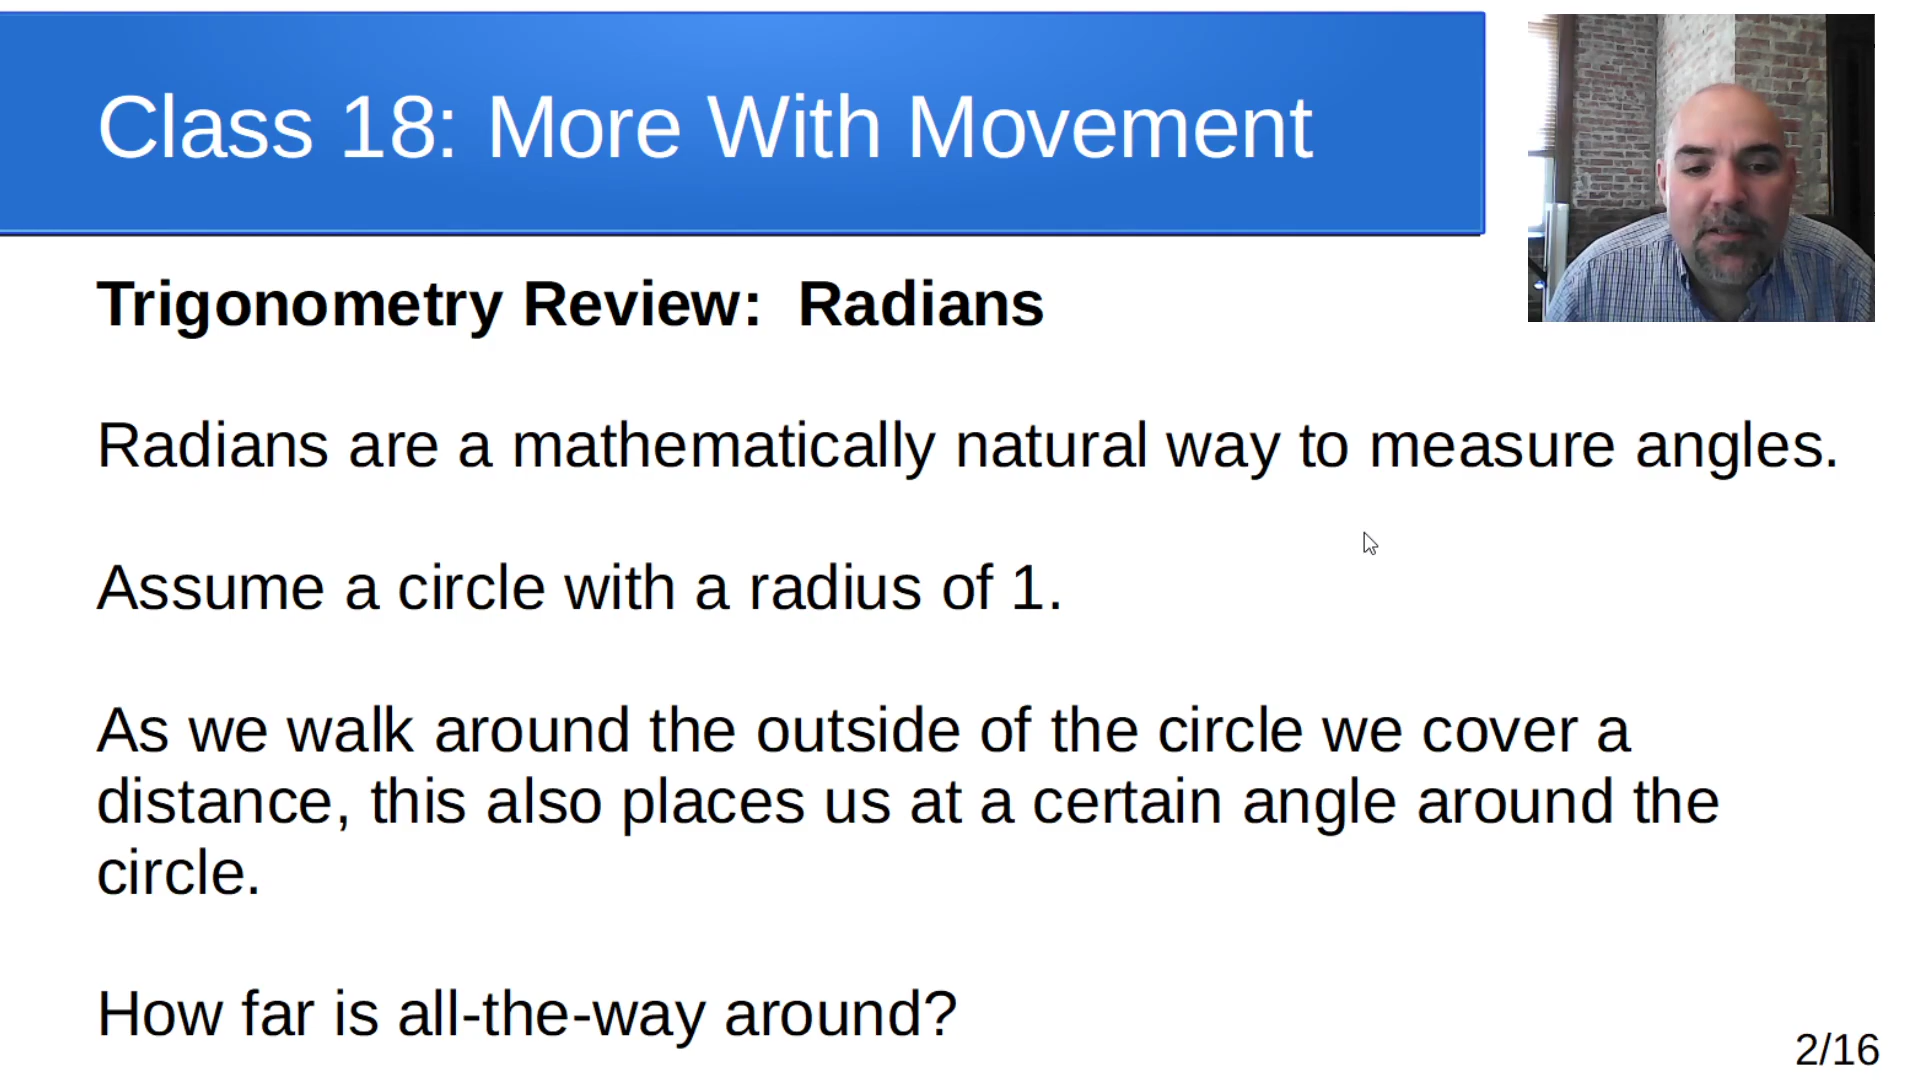 Class 18: More With Movement
Trigonometry Review:  Radians
Radians are a mathematically natural way to measure angles.
Assume a circle with a radius of 1.
As we walk around the outside of the circle we cover a
distance, this also places us at a certain angle around the
circle.
How far is all-the-way around?
2/16